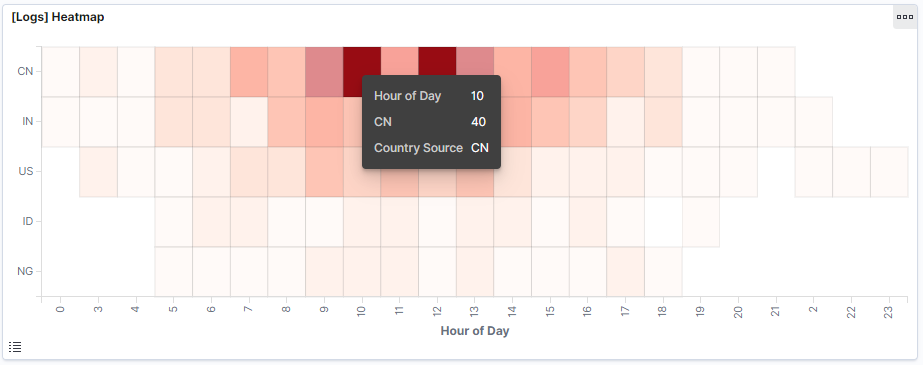 [Logs] Heatmap
CN
IN
US
ID
NG
Hour of Day 10
CN 40
Country Source CN
0 3 4 5 6 7 8 9 10 11 12 13 14 15 16 17 18 19 20 21 2 22 23
Hour of Day